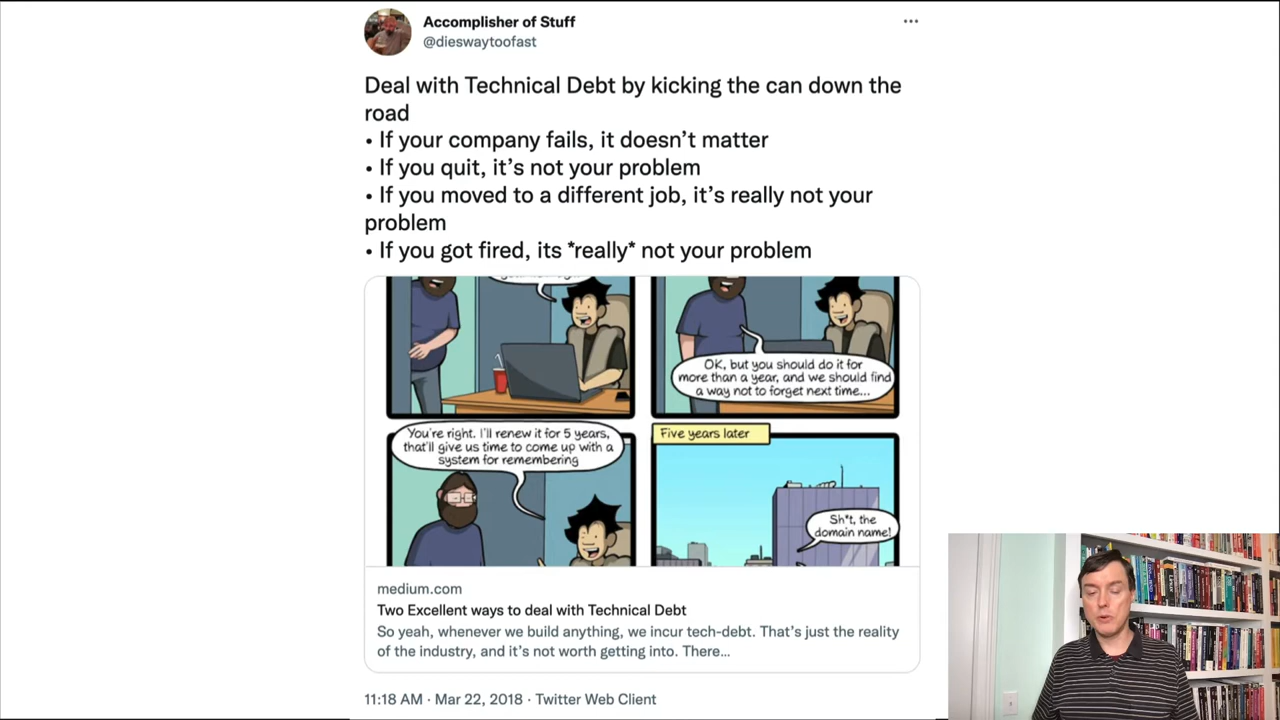 Accomplisher of Stuff
@dieswaytoofast
Deal with Technical Debt by kicking the can down the
road
• If your company fails, it doesn’t matter
• If you quit, it’s not your problem
• If you moved to a different job, it’s really not your
problem
• If you got fired, its *really* not your problem
OK, but you should do it for
more than a year, and we should find
a way not to forget next time...
You're right. I'll renew it for 5 years,
that'll give us time to come up with a
system for remembering
Five years later
Sh*t, the
domain name!
medium.com
Two Excellent ways to deal with Technical Debt
So yeah, whenever we build anything, we incur tech-debt. That’s just the reality
of the industry, and it’s not worth getting into. There...
11:18 AM · Mar 22, 2018 · Twitter Web Client